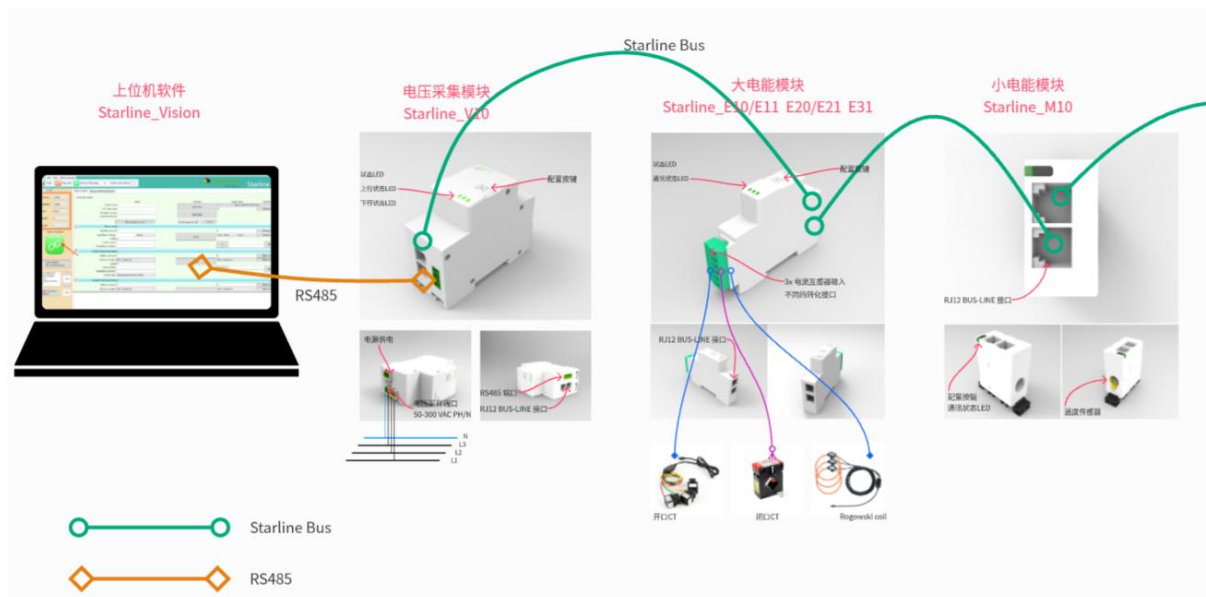 Starline Bus
上位机软件
Starline_Vision
电压采集模块
Starline_V10
大电能模块
Starline_E10/E11 E20/E21 E31
小电能模块
Starline_M10
以态LED
上行状态LED
下行状态LED
配置按键
以态LED
通讯状态LED
配置按键
3x 电流互感器输入
不同的转化接口
RS485
RJ12 BUS-LINE 接口
电源供电
电压采样端口
50-300 VAC PH/N
RS485 端口
RJ12 BUS-LINE 接口
RJ12 BUS-LINE 接口
配置按钮
通讯状态LED
温度传感器
N
L3
L2
L1
开口CT
闭口CT
Rogowski coil
Starline Bus
RS485
Starline